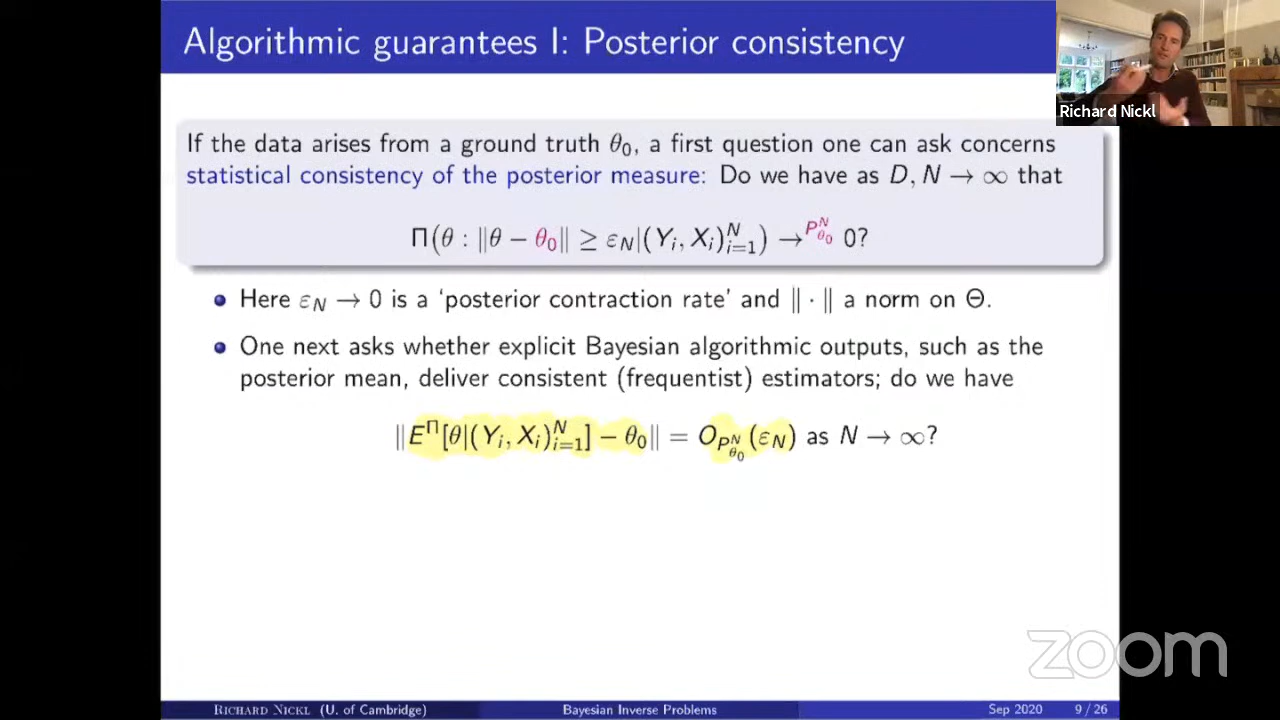 Algorithmic guarantees I: Posterior consistency
Richard Nickl
If the data arises from a ground truth θ₀, a first question one can ask concerns
statistical consistency of the posterior measure: Do we have as D, N → ∞ that
Π(θ : ‖θ − θ₀‖ ≥ ε_N|(Y_i, X_i)_{i=1}^N) →^{P_{θ₀}^N} 0?
Here ε_N → 0 is a ‘posterior contraction rate’ and ‖ · ‖ a norm on Θ.
One next asks whether explicit Bayesian algorithmic outputs, such as the
posterior mean, deliver consistent (frequentist) estimators; do we have
‖E^Π[θ|(Y_i, X_i)_{i=1}^N] − θ₀‖ = O_{P_{θ₀}^N}(ε_N) as N → ∞?
zoom
Richard Nickl (U. of Cambridge) Bayesian Inverse Problems Sep 2020 9 / 26